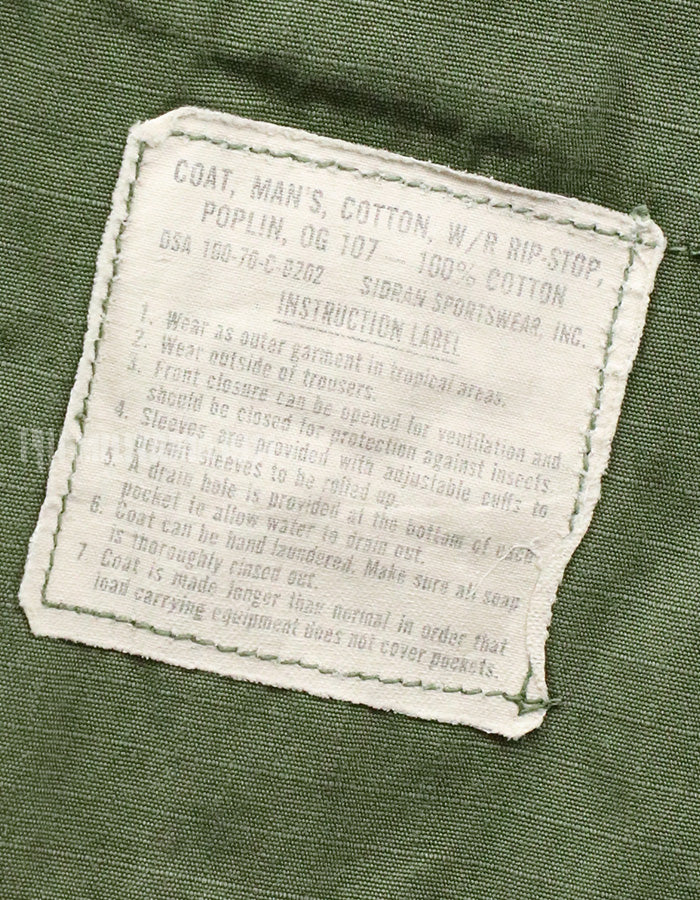 COAT, MAN'S, COTTON, W/R RIP-STOP,
POPLIN, OG 107 — 100% COTTON
DSA 100-70-C-0202 SIDRAN SPORTSWEAR, INC.
INSTRUCTION LABEL
1. Wear as outer garment in tropical areas.
2. Wear outside of trousers.
3. Front closure can be opened for ventilation and
should be closed for protection against insects
4. Sleeves are provided with adjustable cuffs to
permit sleeves to be rolled up.
5. A drain hole is provided at the bottom of each
pocket to allow water to drain out.
6. Coat can be hand laundered. Make sure all soap
is thoroughly rinsed out.
7 Coat is made longer than normal in order that
load carrying equipment does not cover pockets.